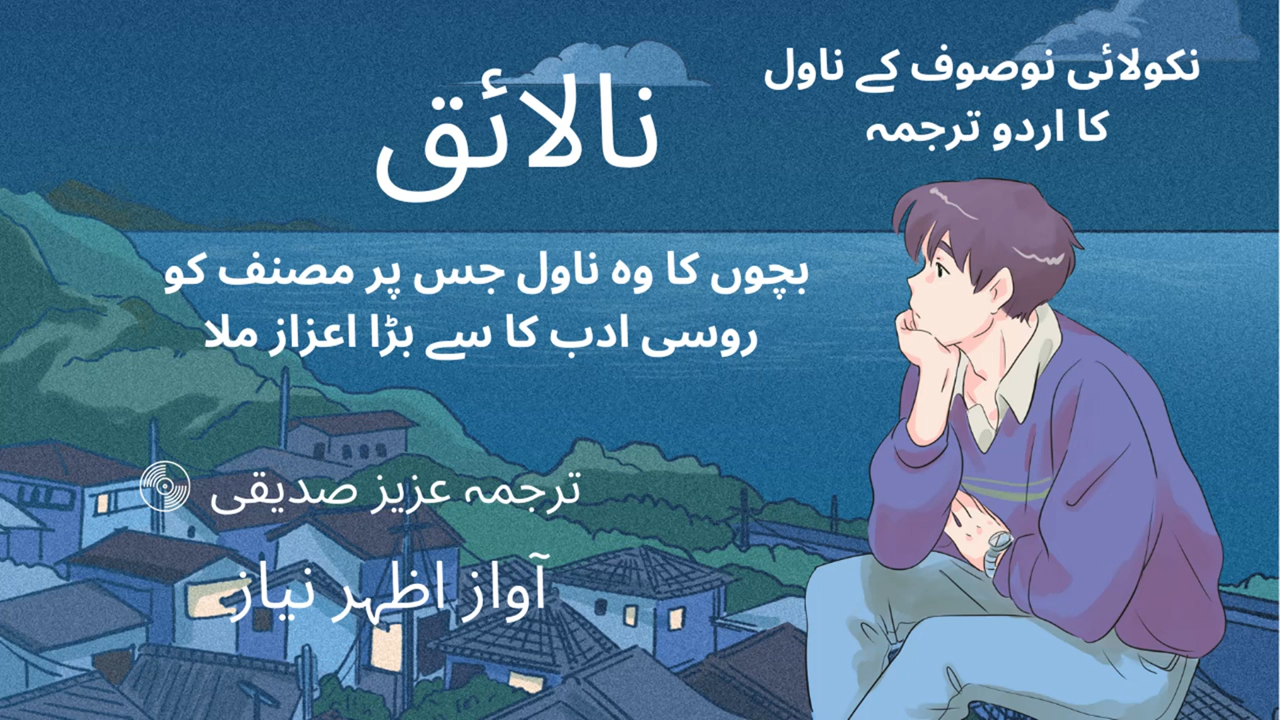 نکولائی نوصوف کے ناول
کا اردو ترجمہ
نالائق
بچوں کا وہ ناول جس پر مصنف کو
روسی ادب کا سے بڑا اعزاز ملا
ترجمہ عزیز صدیقی
آواز اظہر نیاز